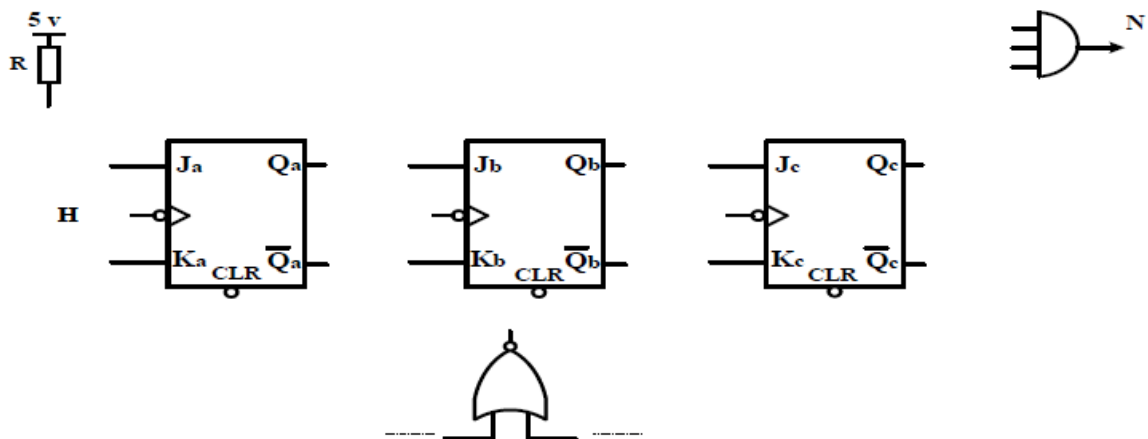 5 v
R
N
Ja Qa
H
Ka Q̅a
CLR
Jb Qb
Kb Q̅b
CLR
Jc Qc
Kc Q̅c
CLR